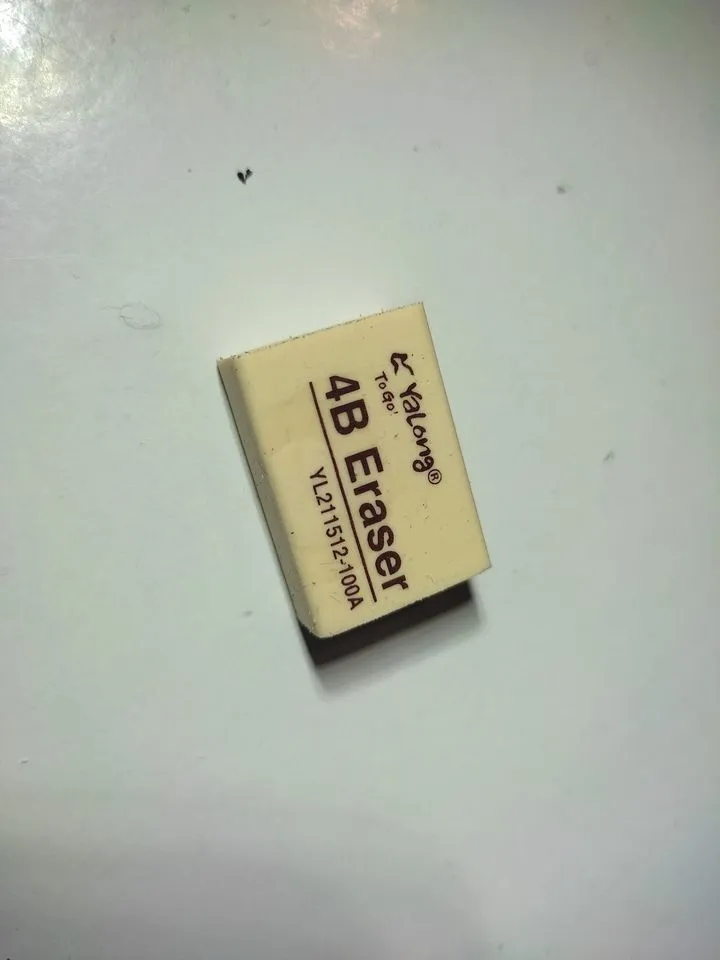 Yalong®
ToGo'
4B Eraser
YL211512-100A